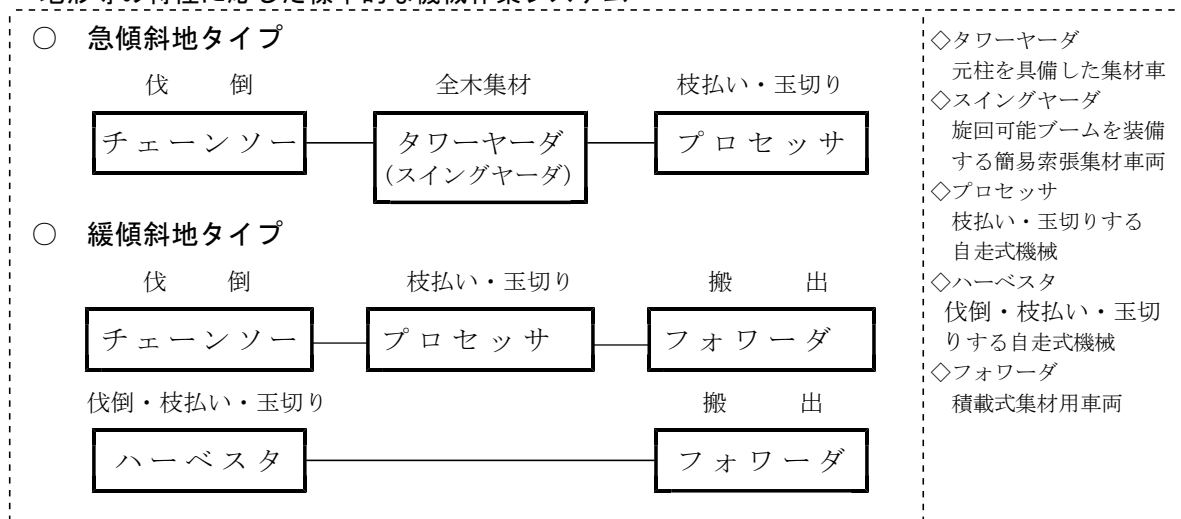 地形等の特性に応じた標準的な機械作業システム
○ 急傾斜地タイプ
伐 倒 全木集材 枝払い・玉切り
チェーンソー タワーヤーダ プロセッサ
(スイングヤーダ)
○ 緩傾斜地タイプ
伐 倒 枝払い・玉切り 搬 出
チェーンソー プロセッサ フォワーダ
伐倒・枝払い・玉切り 搬 出
ハーベスタ フォワーダ
◇タワーヤーダ
元柱を具備した集材車
◇スイングヤーダ
旋回可能ブームを装備
する簡易索張集材車両
◇プロセッサ
枝払い・玉切りする
自走式機械
◇ハーベスタ
伐倒・枝払い・玉切
りする自走式機械
◇フォワーダ
積載式集材用車両